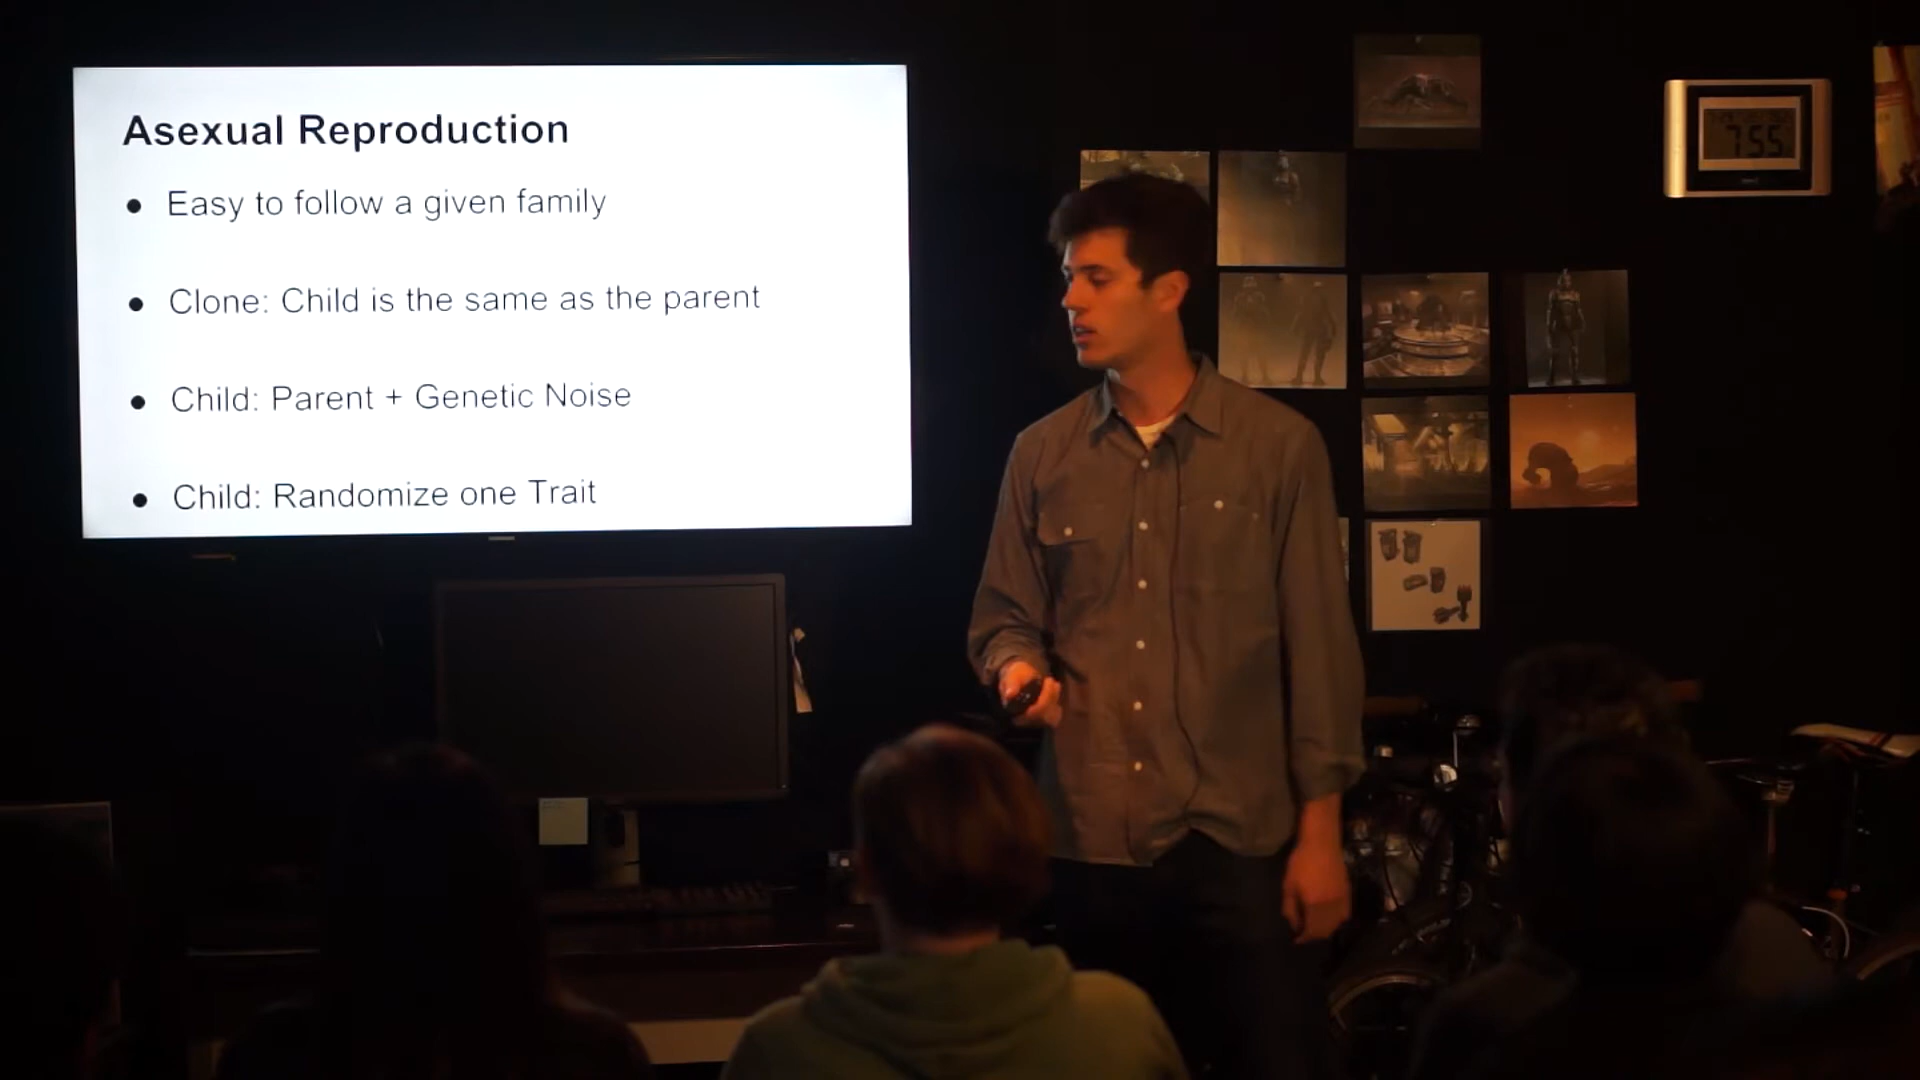 Asexual Reproduction
● Easy to follow a given family
● Clone: Child is the same as the parent
● Child: Parent + Genetic Noise
● Child: Randomize one Trait
7:55